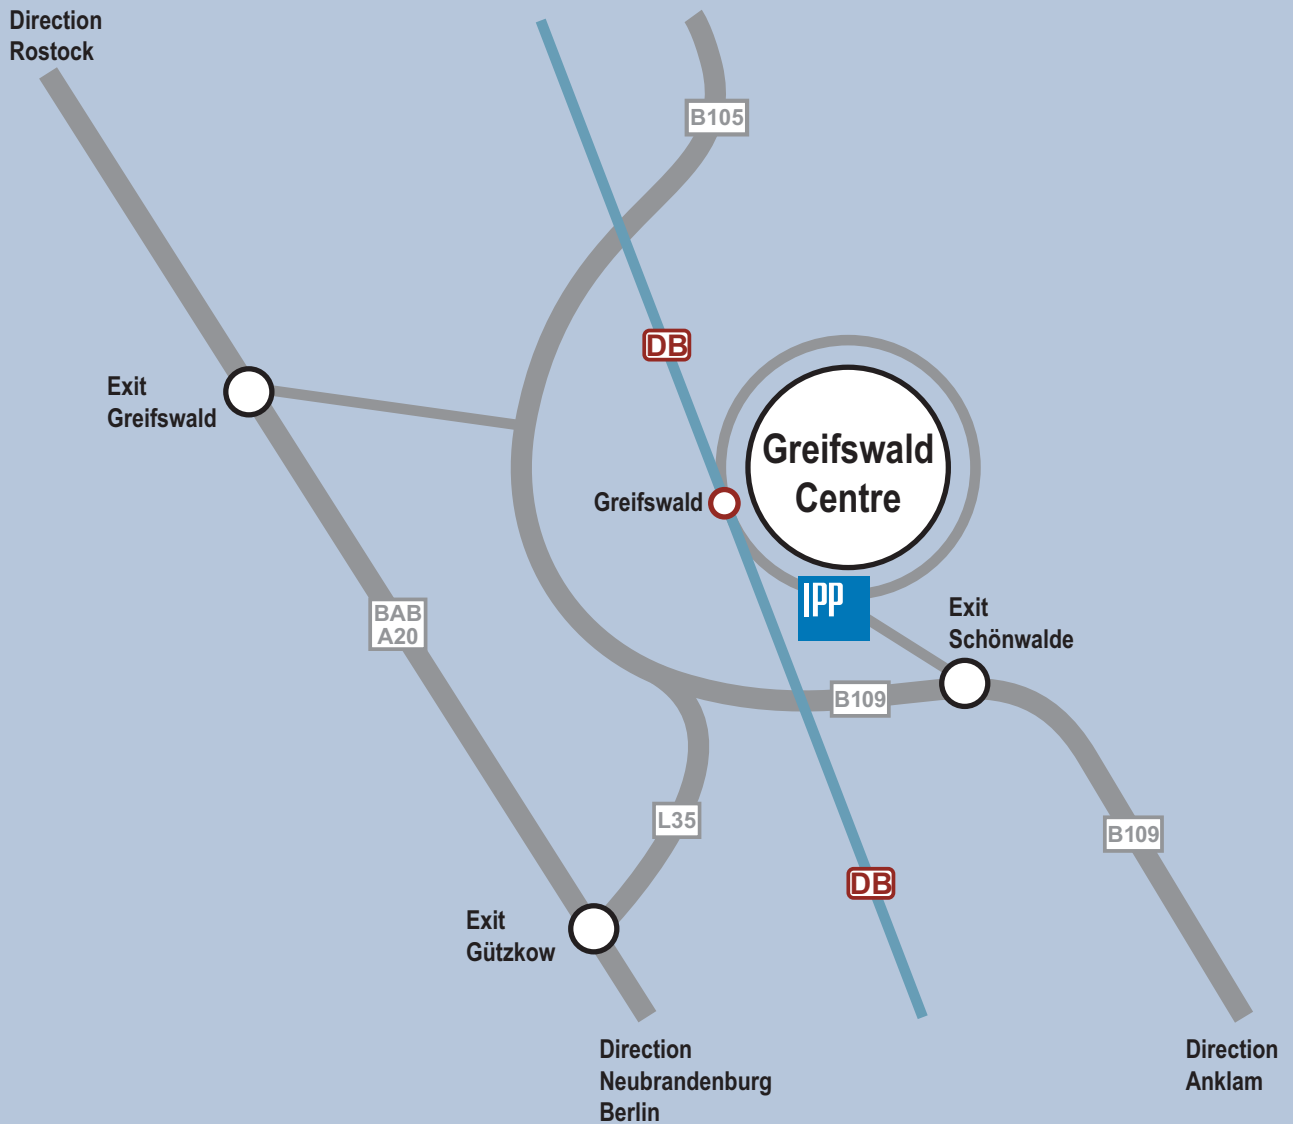 Direction
Rostock
B105
DB
Exit
Greifswald
Greifswald
Centre
Greifswald
IPP
Exit
Schönwalde
BAB
A20
B109
L35
B109
DB
Exit
Gützkow
Direction
Neubrandenburg
Berlin
Direction
Anklam